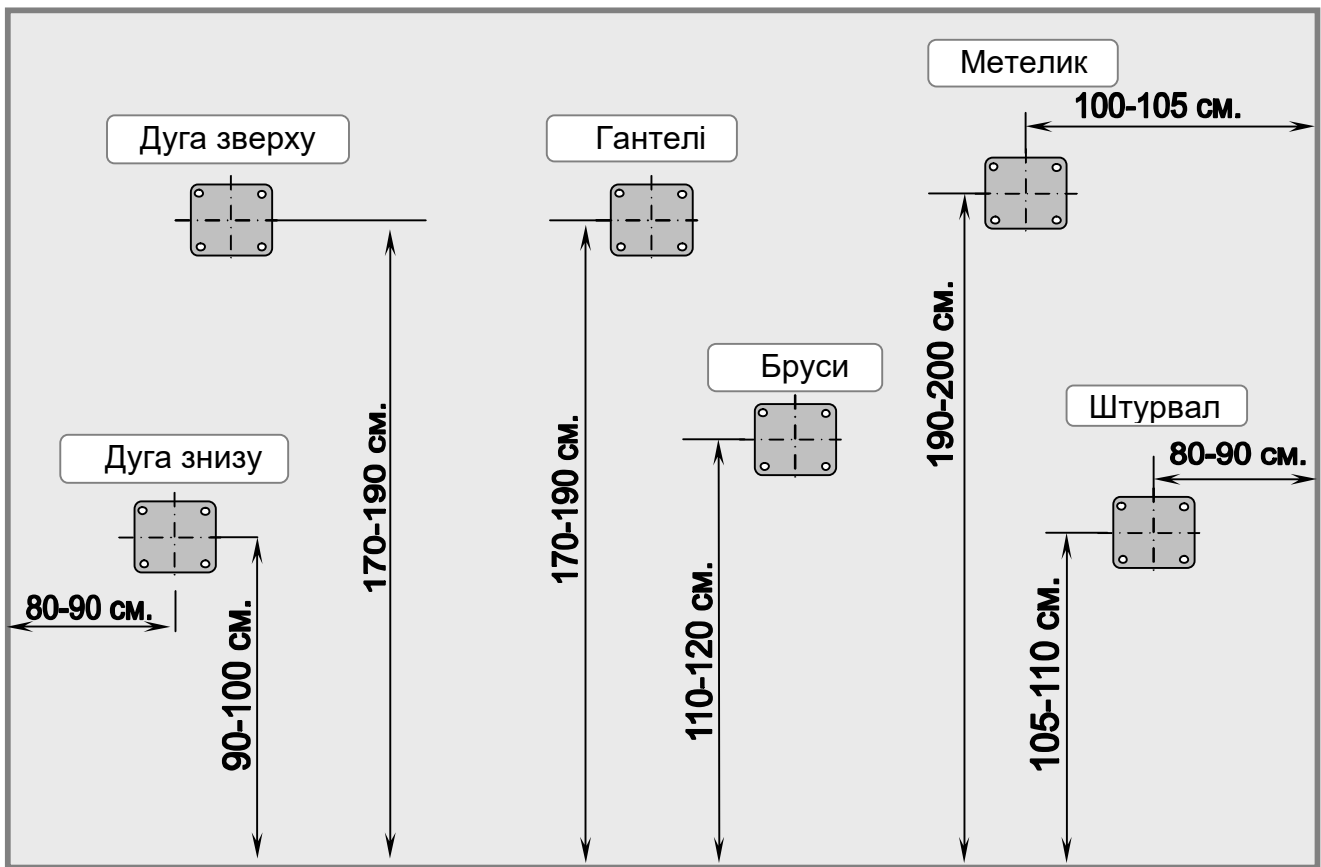 Метелик
100-105 см.
Дуга зверху
Гантелі
190-200 см.
170-190 см.
170-190 см.
Бруси
Штурвал
Дуга знизу
80-90 см.
80-90 см.
90-100 см.
110-120 см.
105-110 см.